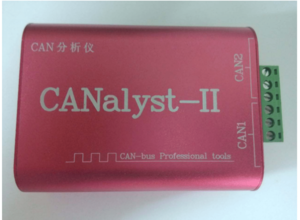 CAN分析仪
CANalyst-II
CAN2
CAN1
CAN-bus Professional tools